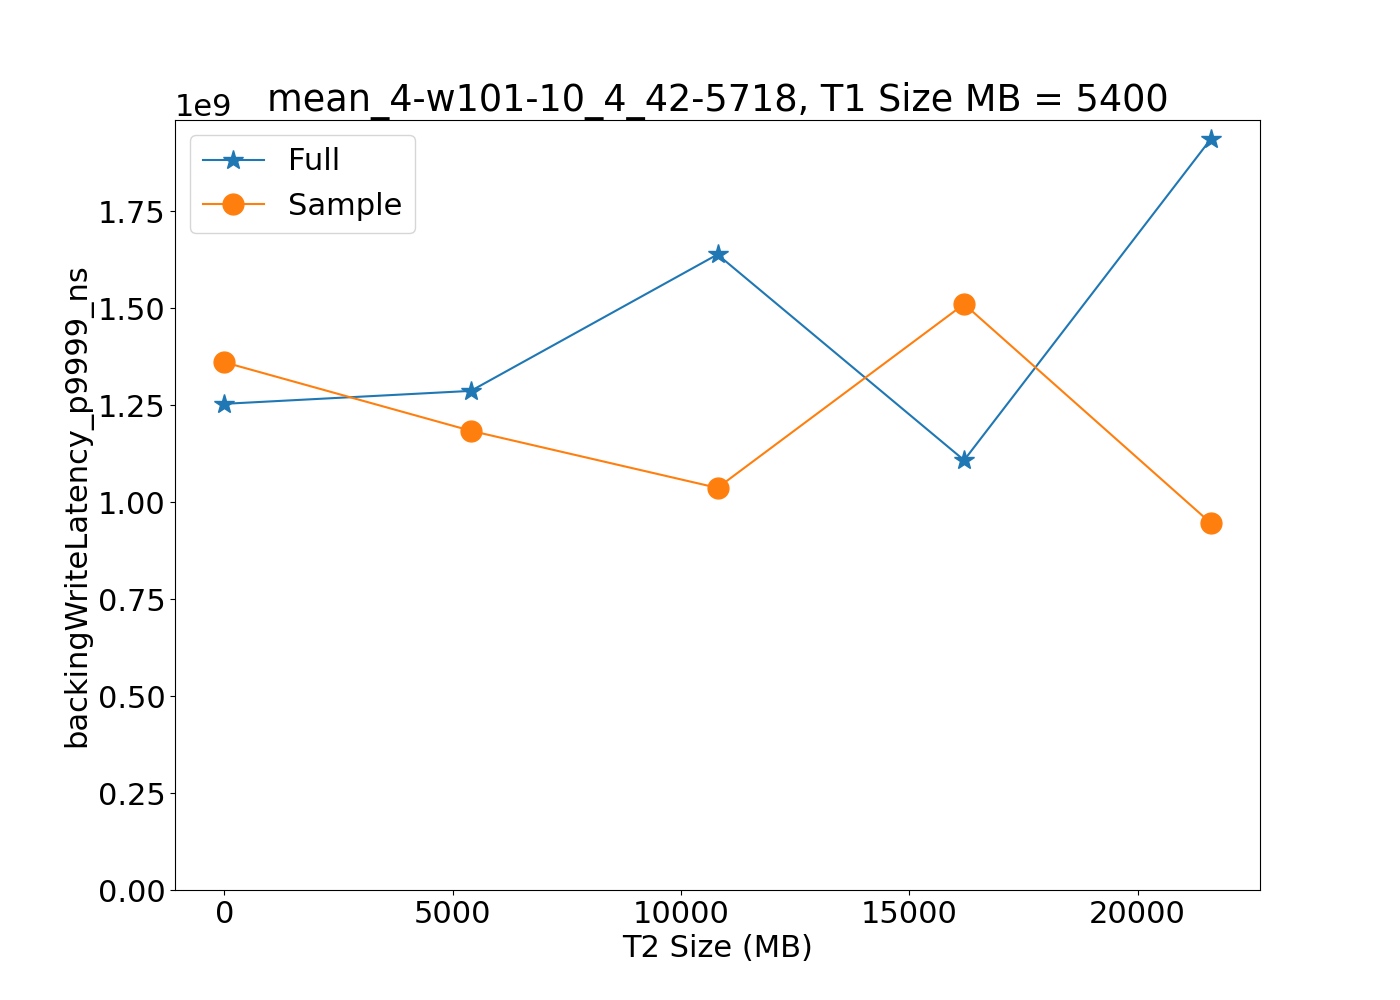 mean_4-w101-10_4_42-5718, T1 Size MB = 5400
1e9
Full
Sample
1.75
1.50
1.25
1.00
0.75
0.50
0.25
0.00
backingWriteLatency_p9999_ns
0 5000 10000 15000 20000
T2 Size (MB)